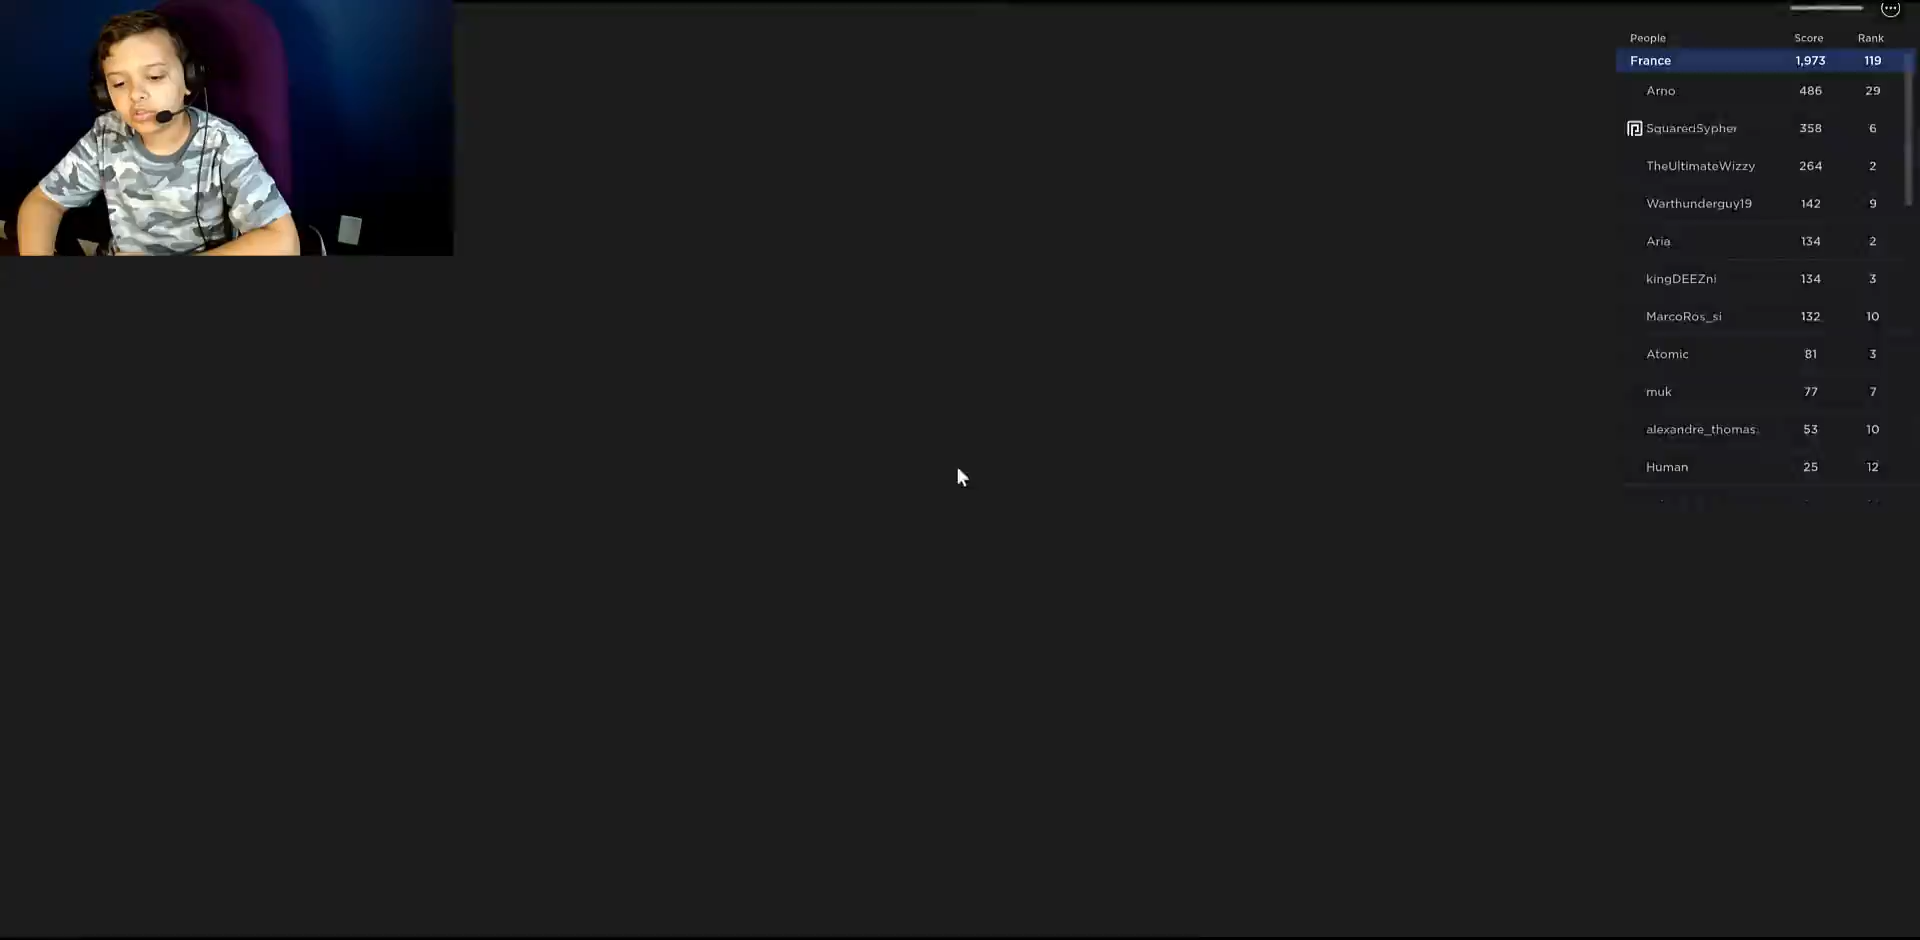 People Score Rank
France 1,973 119
Arno 486 29
SquaredSypher 358 6
TheUltimateWizzy 264 2
Warthunderguy19 142 9
Aria 134 2
kingDEEZni 134 3
MarcoRos_si 132 10
Atomic 81 3
muk 77 7
alexandre_thomas. 53 10
Human 25 12